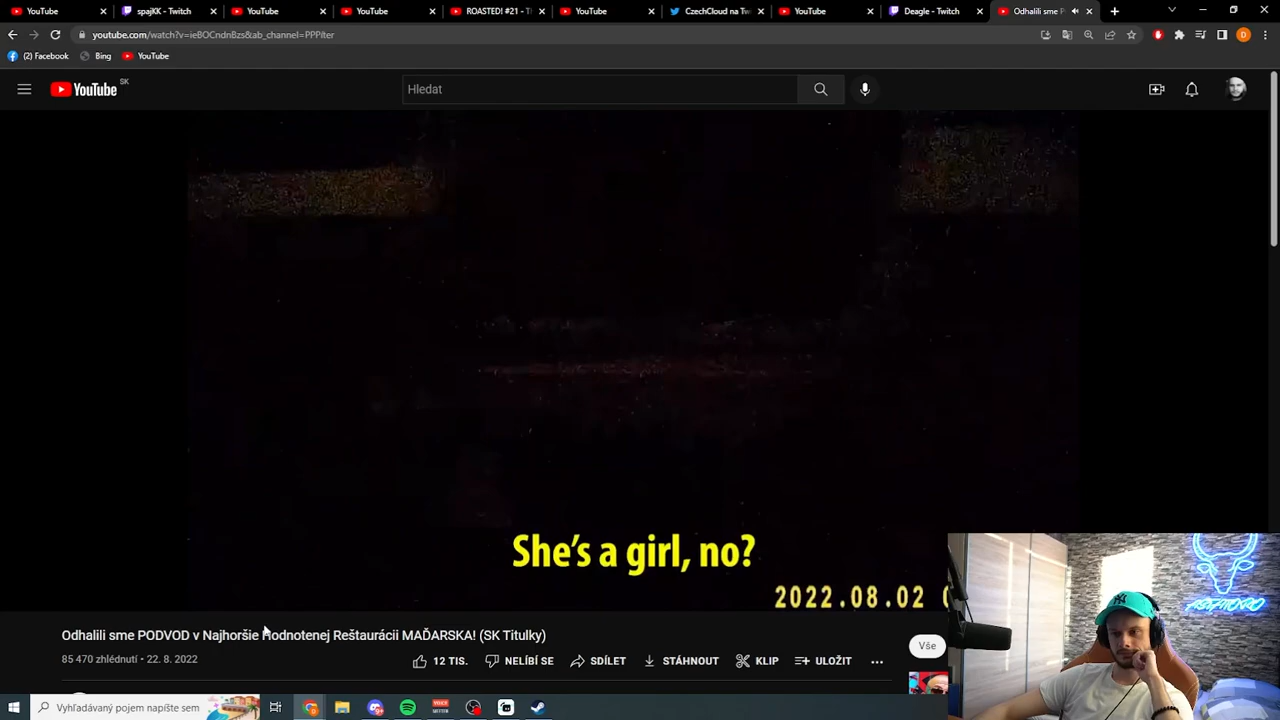 YouTube
spajKK - Twitch
YouTube
YouTube
ROASTED! #21 - T
YouTube
CzechCloud na Tw
YouTube
Deagle - Twitch
Odhalili sme P
youtube.com/watch?v=ieBOCndnBzs&ab_channel=PPPíter
(2) Facebook
Bing
YouTube
YouTube SK
Hledat
She's a girl, no?
2022.08.02
Odhalili sme PODVOD v Najhoršie Hodnotenej Reštaurácii MAĎARSKA! (SK Titulky)
85 470 zhlédnutí • 22. 8. 2022
12 TIS.
NELÍBÍ SE
SDÍLET
STÁHNOUT
KLIP
ULOŽIT
Vše
Vyhľadávaný pojem napíšte sem